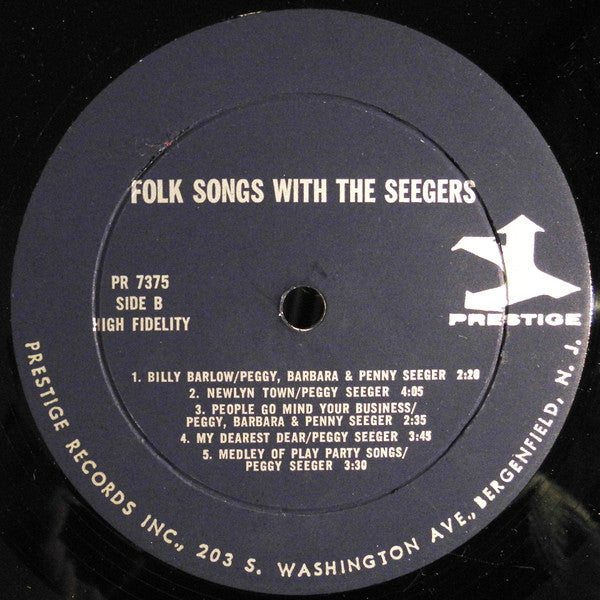 FOLK SONGS WITH THE SEEGERS
PR 7375
SIDE B
HIGH FIDELITY
PRESTIGE
1. BILLY BARLOW/PEGGY, BARBARA & PENNY SEEGER 2:20
2. NEWLYN TOWN/PEGGY SEEGER 4:05
3. PEOPLE GO MIND YOUR BUSINESS/
PEGGY, BARBARA & PENNY SEEGER 2:35
4. MY DEAREST DEAR/PEGGY SEEGER 3:45
5. MEDLEY OF PLAY PARTY SONGS/
PEGGY SEEGER 3:30
PRESTIGE RECORDS INC., 203 S. WASHINGTON AVE., BERGENFIELD, N. J.